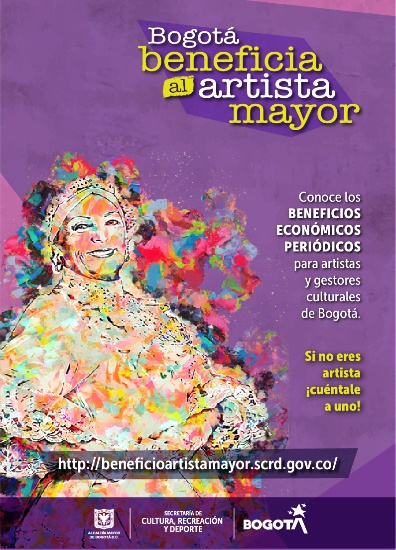 Bogotá
beneficia
al artista
mayor
Conoce los
BENEFICIOS
ECONÓMICOS
PERIÓDICOS
para artistas
y gestores
culturales
de Bogotá.
Si no eres
artista
¡cuéntale
a uno!
http://beneficioartistamayor.scrd.gov.co/
ALCALDÍA MAYOR
DE BOGOTÁ D.C.
SECRETARÍA DE
CULTURA, RECREACIÓN
Y DEPORTE
BOGOTÁ